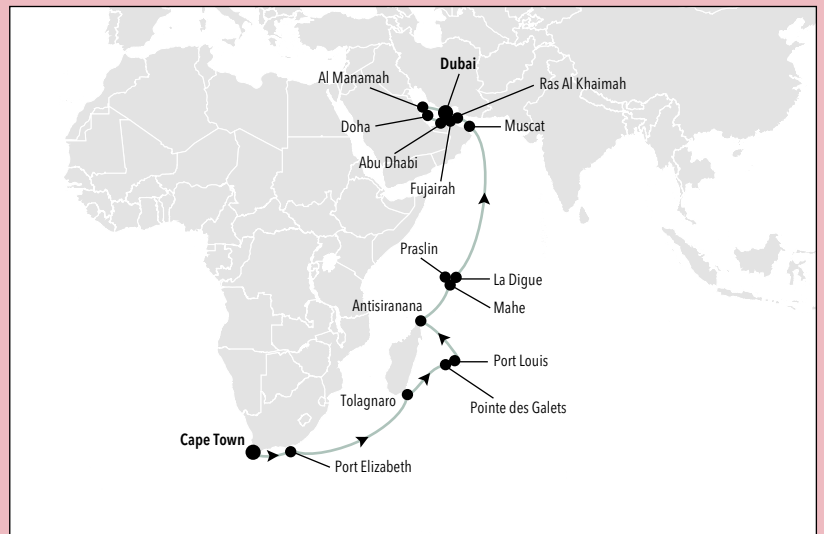 Dubai
Al Manamah
Ras Al Khaimah
Doha
Muscat
Abu Dhabi
Fujairah
Praslin
La Digue
Mahe
Antisiranana
Port Louis
Tolagnaro
Pointe des Galets
Cape Town
Port Elizabeth